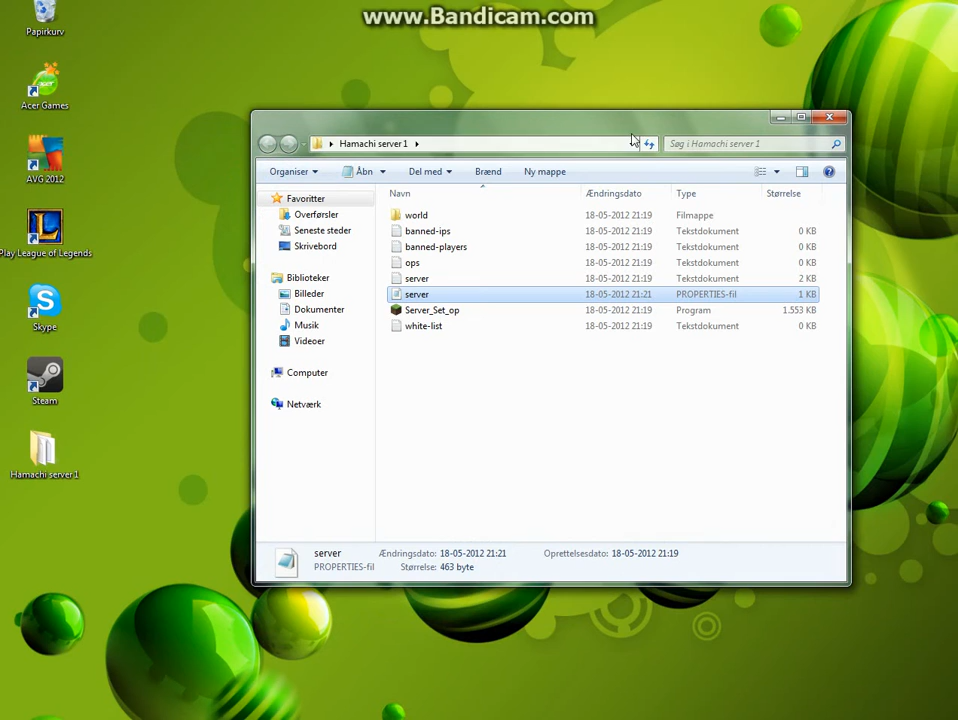 www.Bandicam.com
Papirkurv
Acer Games
AVG 2012
Play League of Legends
Skype
Steam
Hamachi server 1
Hamachi server 1
Søg i Hamachi server 1
Organiser
Åbn
Del med
Brænd
Ny mappe
Favoritter
Overførsler
Seneste steder
Skrivebord
Biblioteker
Billeder
Dokumenter
Musik
Videoer
Computer
Netværk
Navn Ændringsdato Type Størrelse
world 18-05-2012 21:19 Filmappe
banned-ips 18-05-2012 21:19 Tekstdokument 0 KB
banned-players 18-05-2012 21:19 Tekstdokument 0 KB
ops 18-05-2012 21:19 Tekstdokument 0 KB
server 18-05-2012 21:19 Tekstdokument 2 KB
server 18-05-2012 21:21 PROPERTIES-fil 1 KB
Server_Set_op 18-05-2012 21:19 Program 1.553 KB
white-list 18-05-2012 21:19 Tekstdokument 0 KB
server Ændringsdato: 18-05-2012 21:21 Oprettelsesdato: 18-05-2012 21:19
PROPERTIES-fil Størrelse: 463 byte